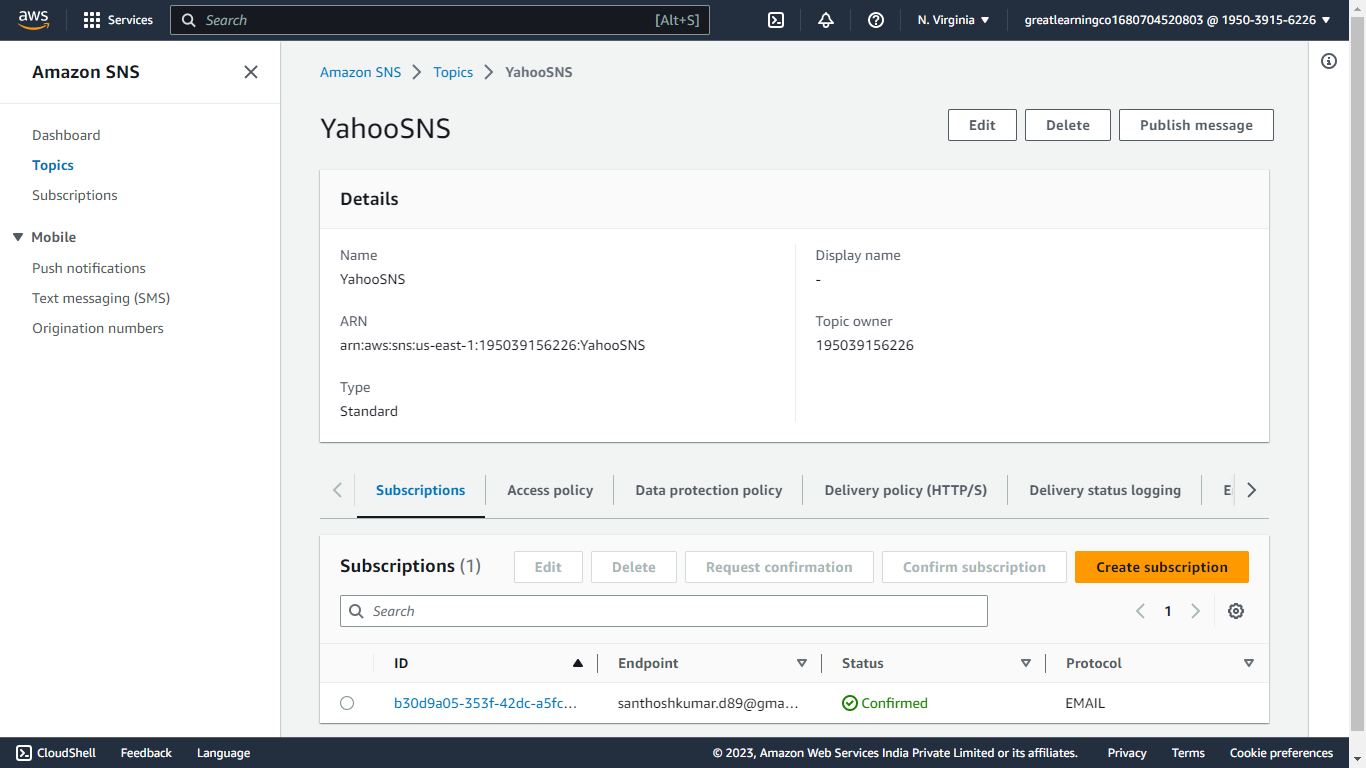 aws Services Search [Alt+S] N. Virginia greatlearningco1680704520803 @ 1950-3915-6226
Amazon SNS
Dashboard
Topics
Subscriptions
Mobile
Push notifications
Text messaging (SMS)
Origination numbers
Amazon SNS Topics YahooSNS
YahooSNS Edit Delete Publish message
Details
Name
YahooSNS
ARN
arn:aws:sns:us-east-1:195039156226:YahooSNS
Type
Standard
Display name
-
Topic owner
195039156226
Subscriptions Access policy Data protection policy Delivery policy (HTTP/S) Delivery status logging
Subscriptions (1) Edit Delete Request confirmation Confirm subscription Create subscription
Search 1
ID Endpoint Status Protocol
b30d9a05-353f-42dc-a5fc... santhoshkumar.d89@gma... Confirmed EMAIL
CloudShell Feedback Language © 2023, Amazon Web Services India Private Limited or its affiliates. Privacy Terms Cookie preferences